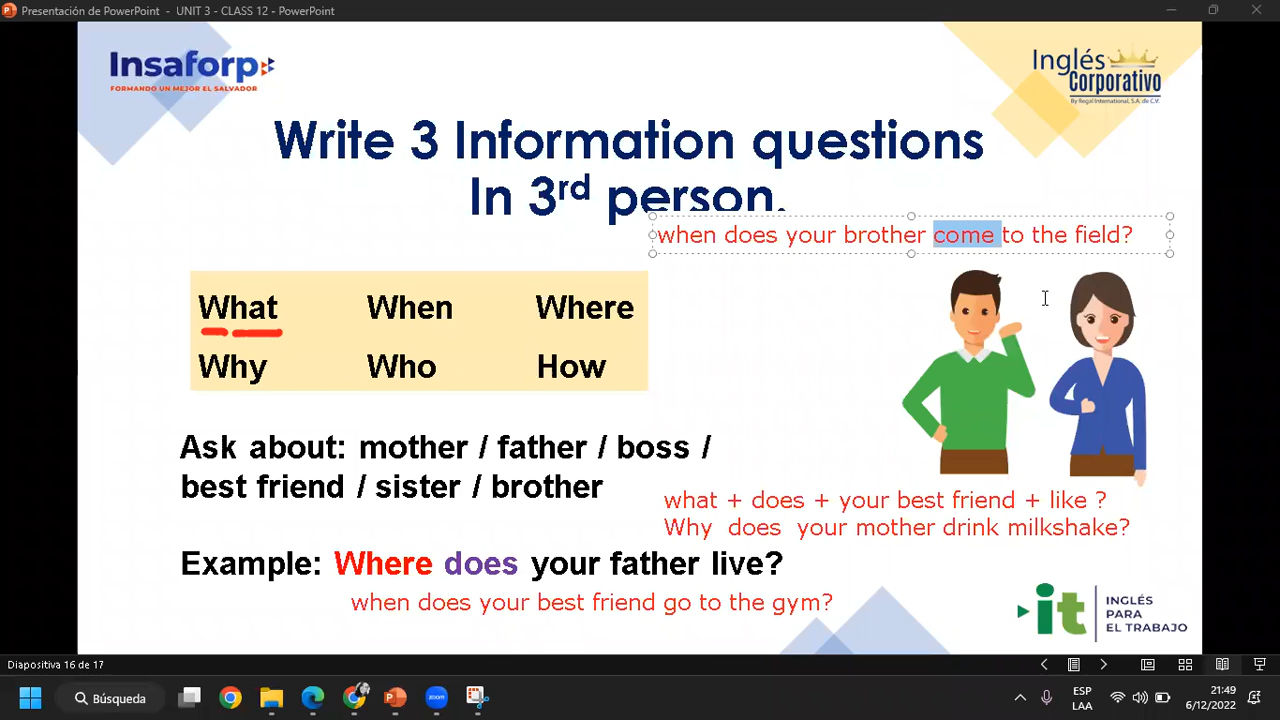 Presentación de PowerPoint - UNIT 3 - CLASS 12 - PowerPoint
Insaforp
FORMANDO UN MEJOR EL SALVADOR
Inglés
Corporativo
By Regal International, S.A. de C.V.
Write 3 Information questions
In 3rd person.
when does your brother come to the field?
What When Where
Why Who How
Ask about: mother / father / boss /
best friend / sister / brother
what + does + your best friend + like ?
Why does your mother drink milkshake?
Example: Where does your father live?
when does your best friend go to the gym?
it INGLÉS
PARA
EL TRABAJO
Diapositiva 16 de 17
Búsqueda
zoom
ESP
LAA
21:49
6/12/2022